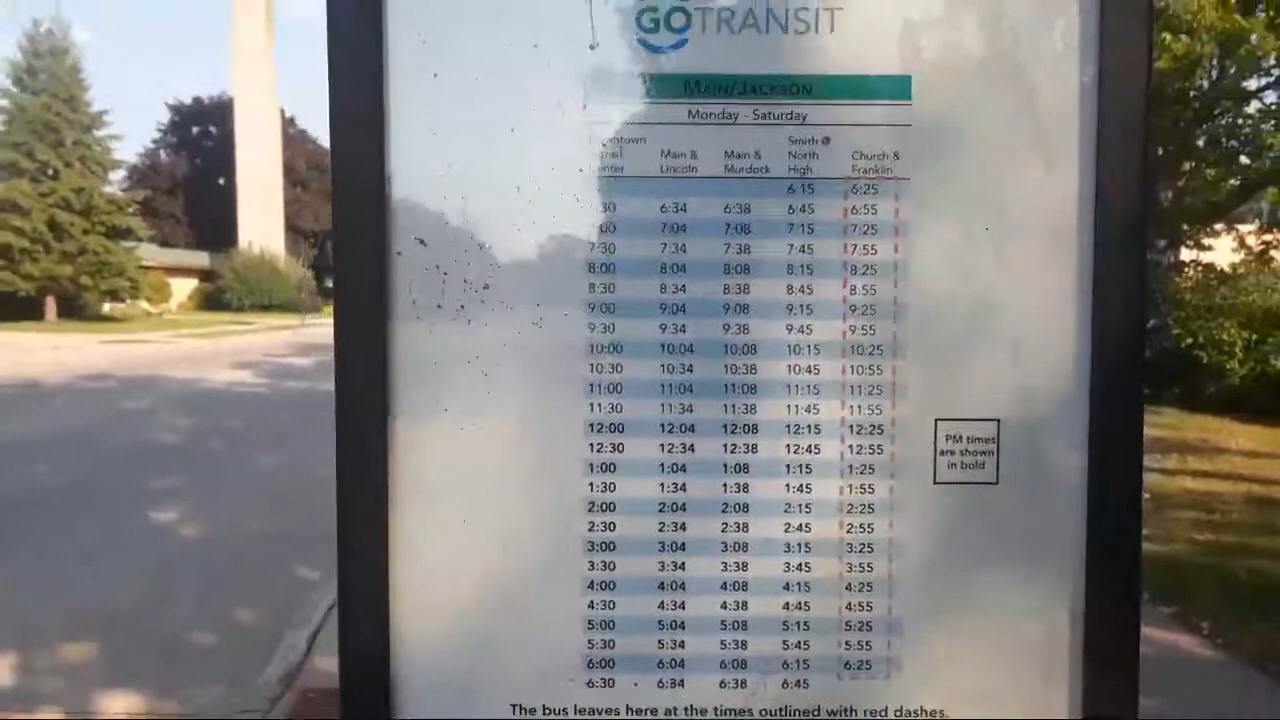 GOTRANSIT
MAIN/JACKSON
Monday - Saturday
Main & Lincoln Main & Murdock Smith @ North High Church & Franklin
6:15 6:25
6:34 6:38 6:45 6:55
7:04 7:08 7:15 7:25
7:30 7:34 7:38 7:45 7:55
8:00 8:04 8:08 8:15 8:25
8:30 8:34 8:38 8:45 8:55
9:00 9:04 9:08 9:15 9:25
9:30 9:34 9:38 9:45 9:55
10:00 10:04 10:08 10:15 10:25
10:30 10:34 10:38 10:45 10:55
11:00 11:04 11:08 11:15 11:25
11:30 11:34 11:38 11:45 11:55
12:00 12:04 12:08 12:15 12:25
12:30 12:34 12:38 12:45 12:55
1:00 1:04 1:08 1:15 1:25
1:30 1:34 1:38 1:45 1:55
2:00 2:04 2:08 2:15 2:25
2:30 2:34 2:38 2:45 2:55
3:00 3:04 3:08 3:15 3:25
3:30 3:34 3:38 3:45 3:55
4:00 4:04 4:08 4:15 4:25
4:30 4:34 4:38 4:45 4:55
5:00 5:04 5:08 5:15 5:25
5:30 5:34 5:38 5:45 5:55
6:00 6:04 6:08 6:15 6:25
6:30 6:34 6:38 6:45
PM times
are shown
in bold
The bus leaves here at the times outlined with red dashes.